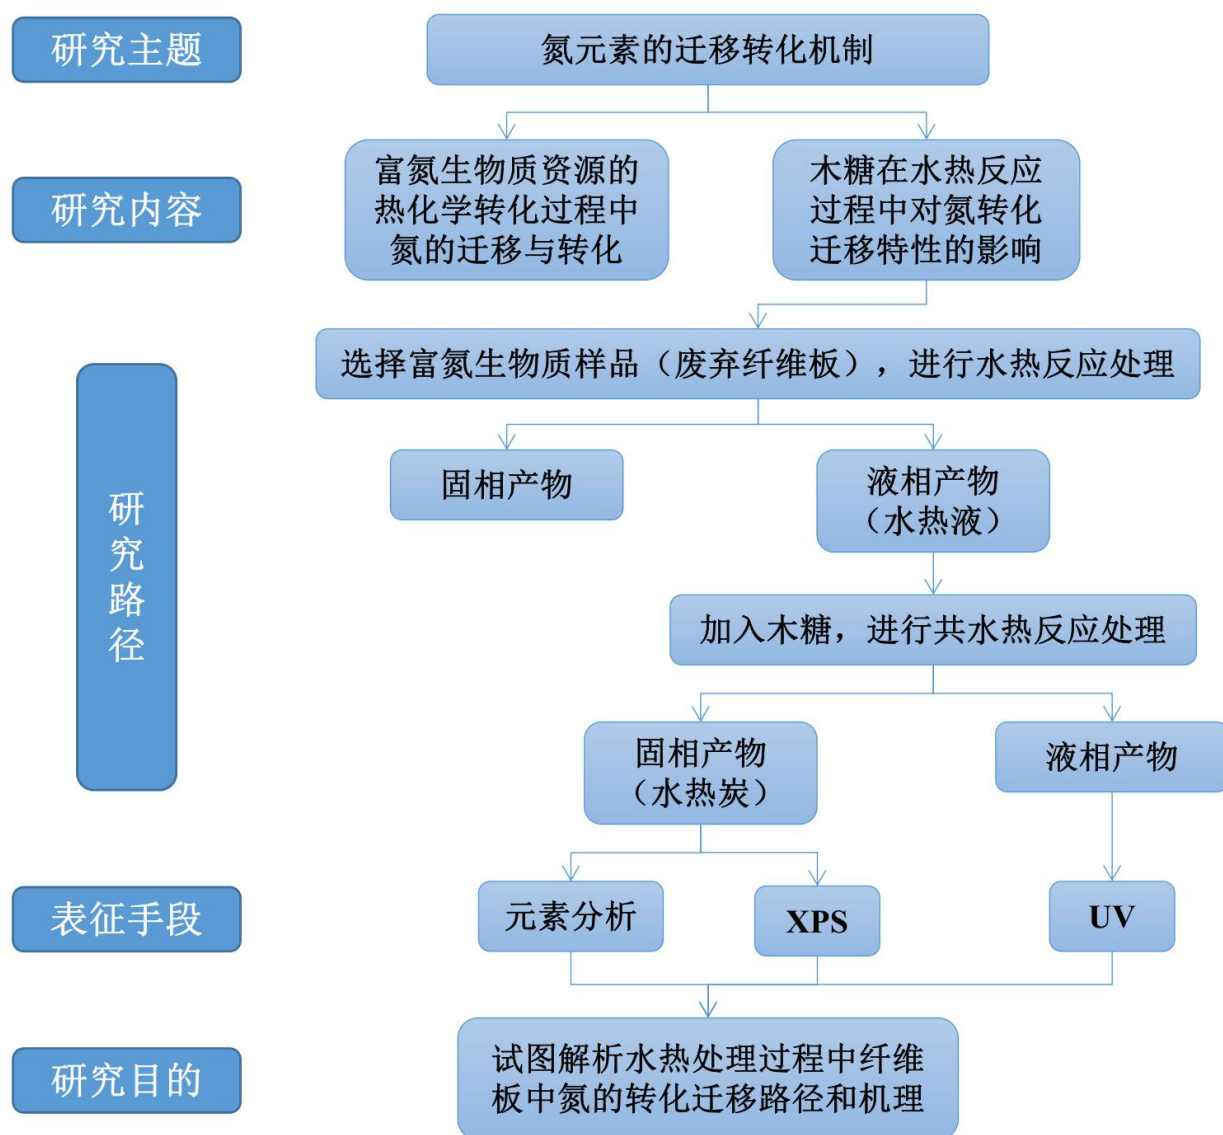 研究主题
氮元素的迁移转化机制
研究内容
富氮生物质资源的
热化学转化过程中
氮的迁移与转化
木糖在水热反应
过程中对氮转化
迁移特性的影响
研究路径
选择富氮生物质样品（废弃纤维板），进行水热反应处理
固相产物
液相产物
（水热液）
加入木糖，进行共水热反应处理
固相产物
（水热炭）
液相产物
表征手段
元素分析
XPS
UV
研究目的
试图解析水热处理过程中纤维
板中氮的转化迁移路径和机理